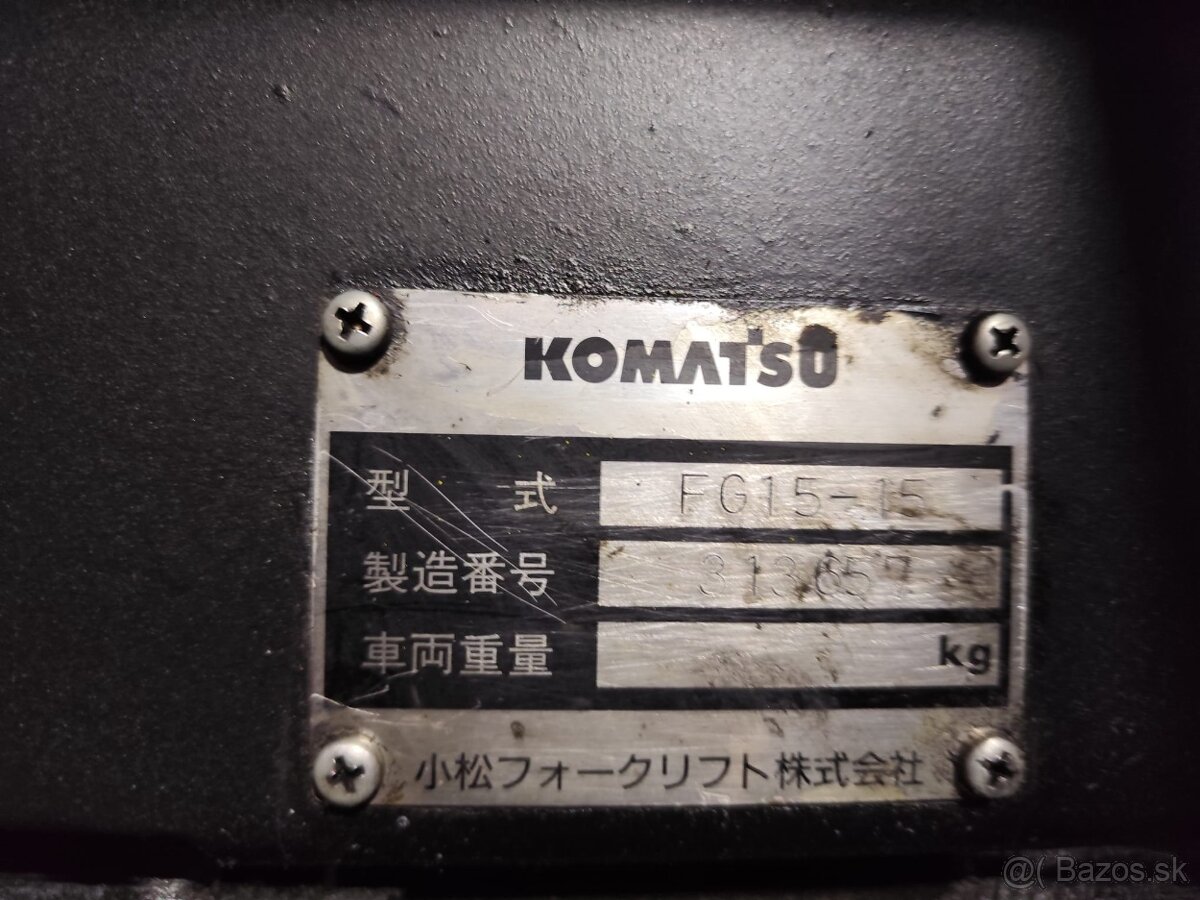 KOMATSU
型 式 FG15-15
製造番号 313657
車両重量 kg
小松フォークリフト株式会社
@( Bazos.sk